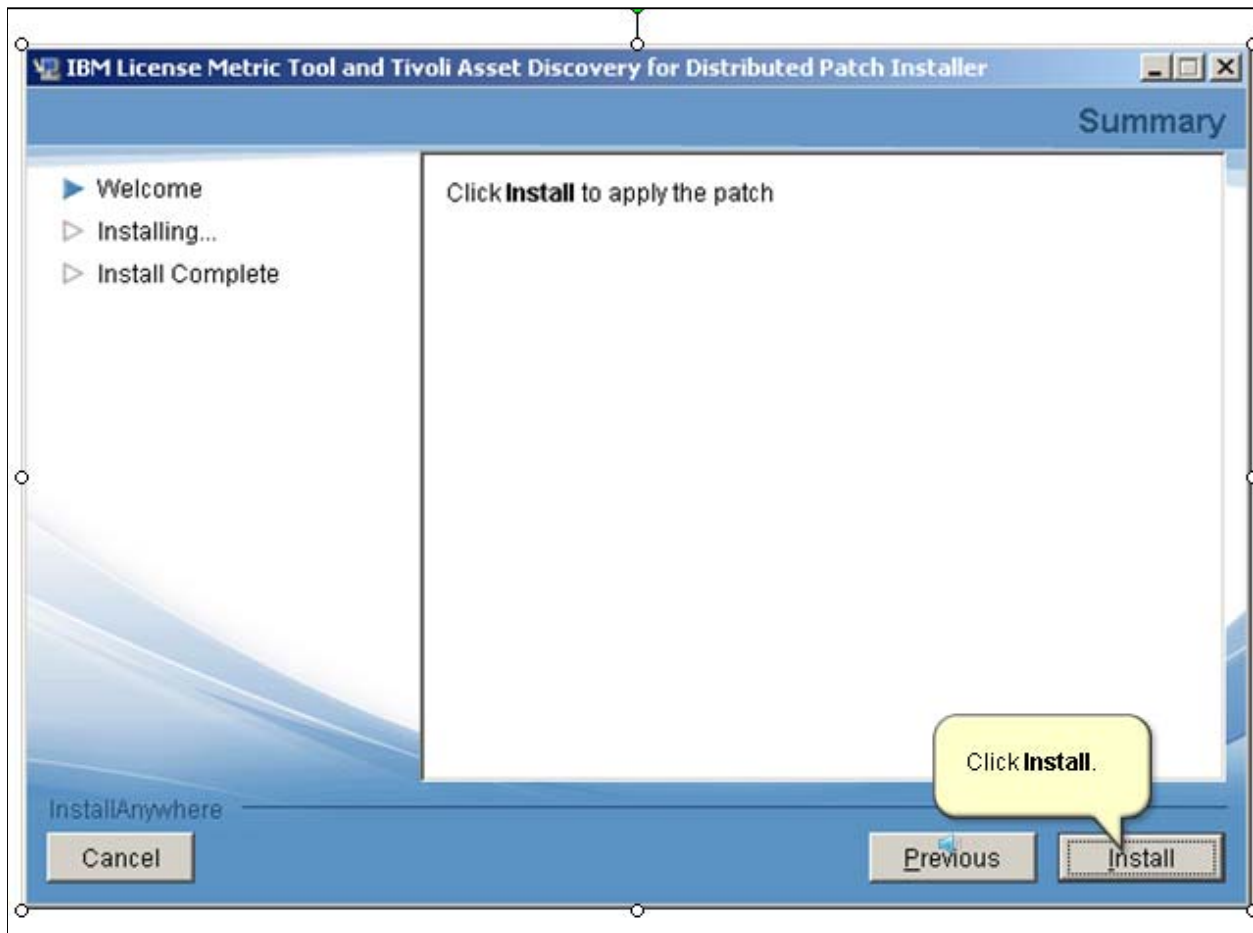 IBM License Metric Tool and Tivoli Asset Discovery for Distributed Patch Installer
Summary
Welcome
Installing...
Install Complete
Click Install to apply the patch
Click Install.
InstallAnywhere
Cancel
Previous
Install